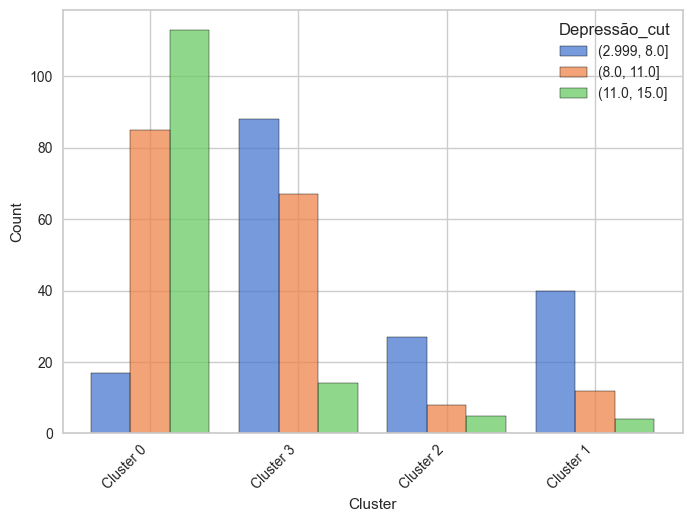 Depressão_cut
(2.999, 8.0]
(8.0, 11.0]
(11.0, 15.0]
Count
100
80
60
40
20
0
Cluster 0
Cluster 3
Cluster 2
Cluster 1
Cluster